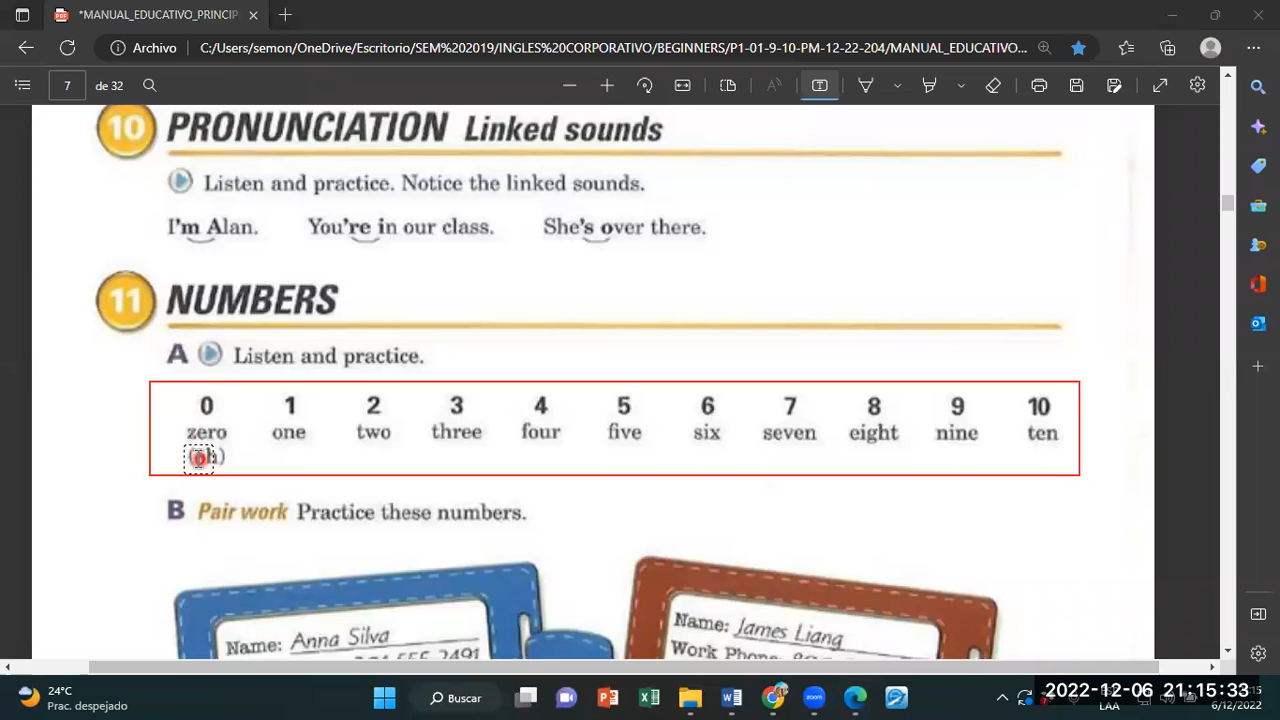 *MANUAL_EDUCATIVO_PRINCIP
Archivo
C:/Users/semon/OneDrive/Escritorio/SEM%202019/INGLES%20CORPORATIVO/BEGINNERS/P1-01-9-10-PM-12-22-204/MANUAL_EDUCATIVO...
7 de 32
10 PRONUNCIATION Linked sounds
Listen and practice. Notice the linked sounds.
I'm Alan. You're in our class. She's over there.
11 NUMBERS
A Listen and practice.
0 1 2 3 4 5 6 7 8 9 10
zero one two three four five six seven eight nine ten
(oh)
B Pair work Practice these numbers.
Name: Anna Silva
555-2491
Name: James Liang
Work Phone:
24°C
Prac. despejado
Buscar
LAA
2022-12-06 21:15:33
6/12/2022